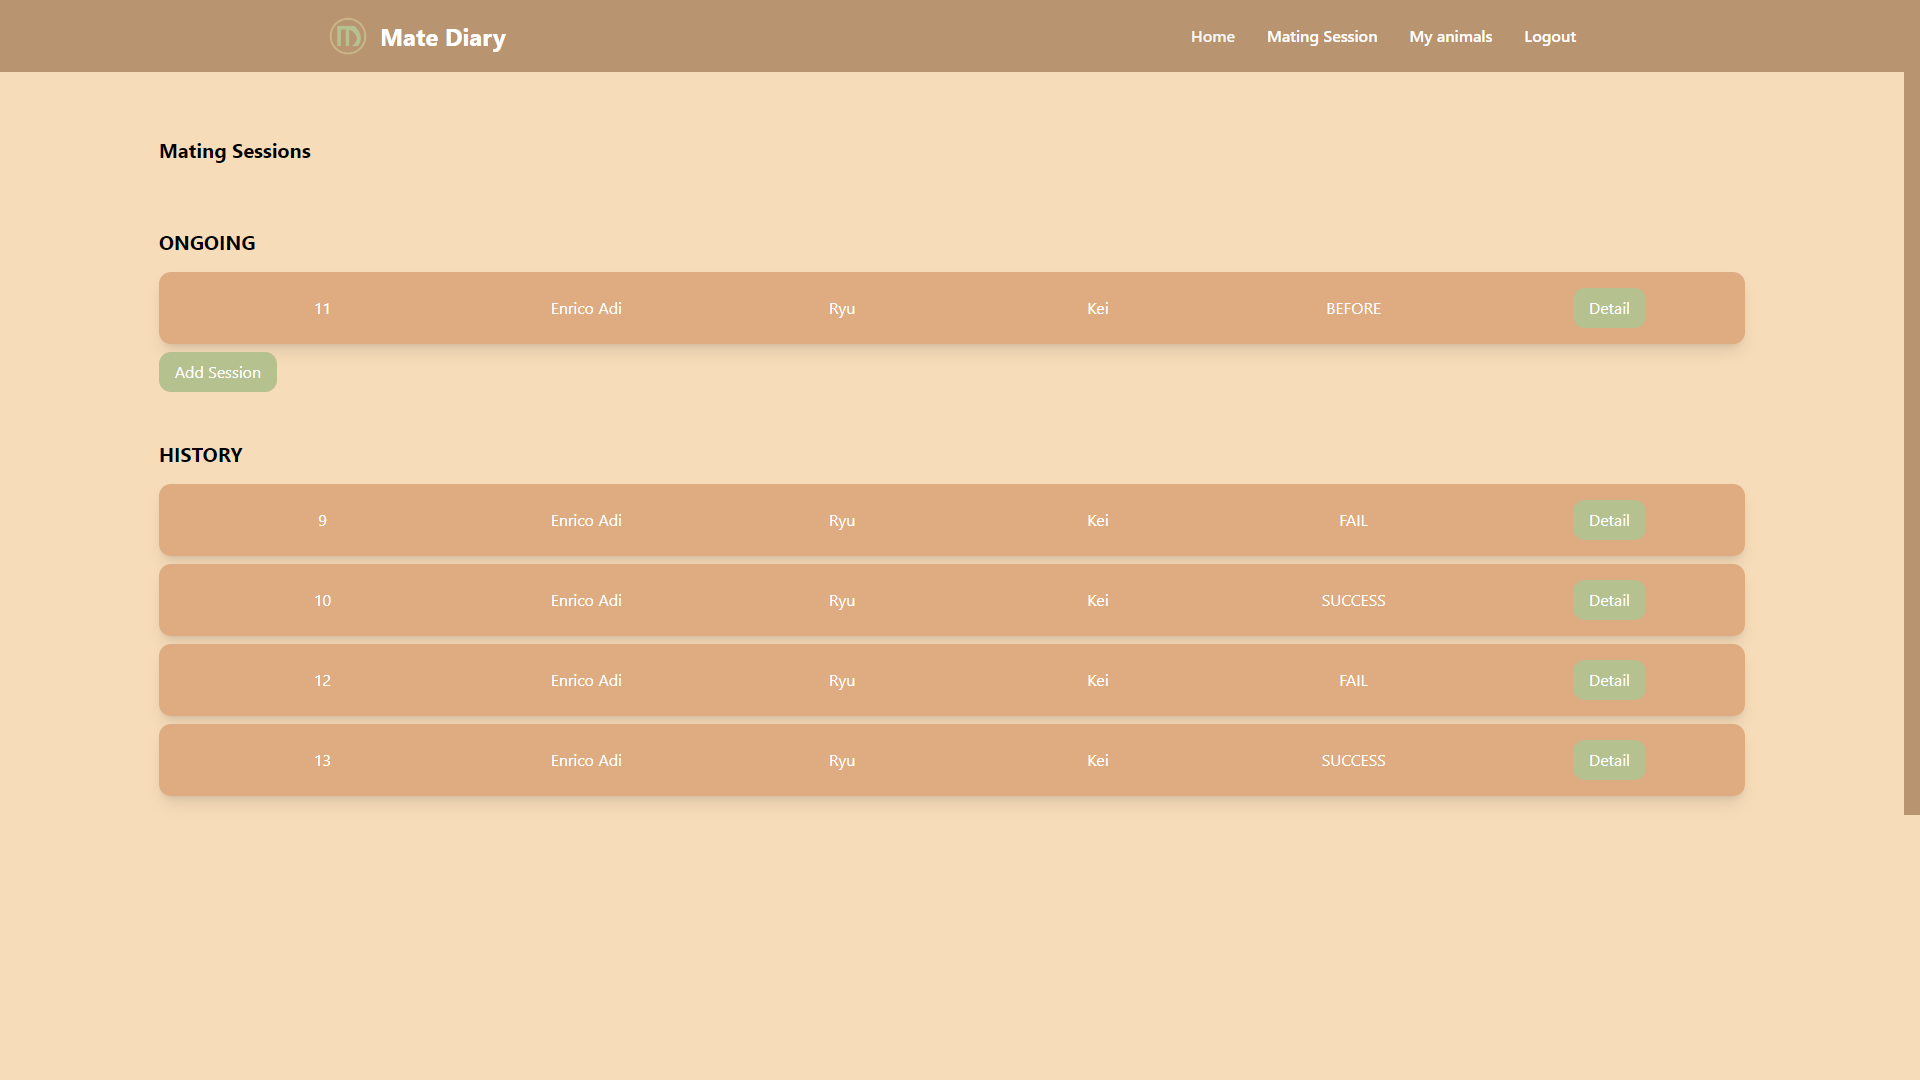 Mate Diary Home Mating Session My animals Logout
Mating Sessions
ONGOING
11 Enrico Adi Ryu Kei BEFORE Detail
Add Session
HISTORY
9 Enrico Adi Ryu Kei FAIL Detail
10 Enrico Adi Ryu Kei SUCCESS Detail
12 Enrico Adi Ryu Kei FAIL Detail
13 Enrico Adi Ryu Kei SUCCESS Detail